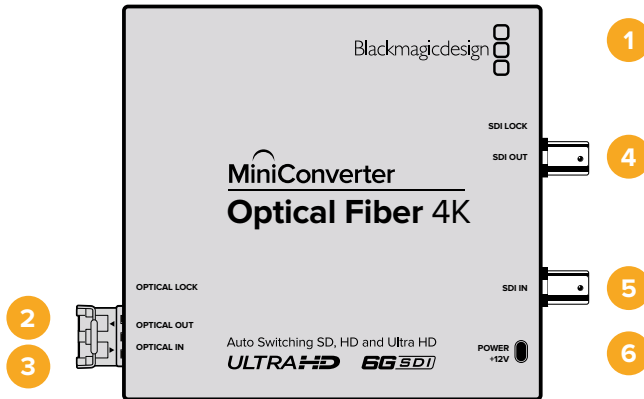 Blackmagicdesign
1
SDI LOCK
SDI OUT
4
MiniConverter
Optical Fiber 4K
OPTICAL LOCK
SDI IN
5
2
OPTICAL OUT
3
OPTICAL IN
Auto Switching SD, HD and Ultra HD
ULTRAHD 6G SDI
POWER
+12V
6